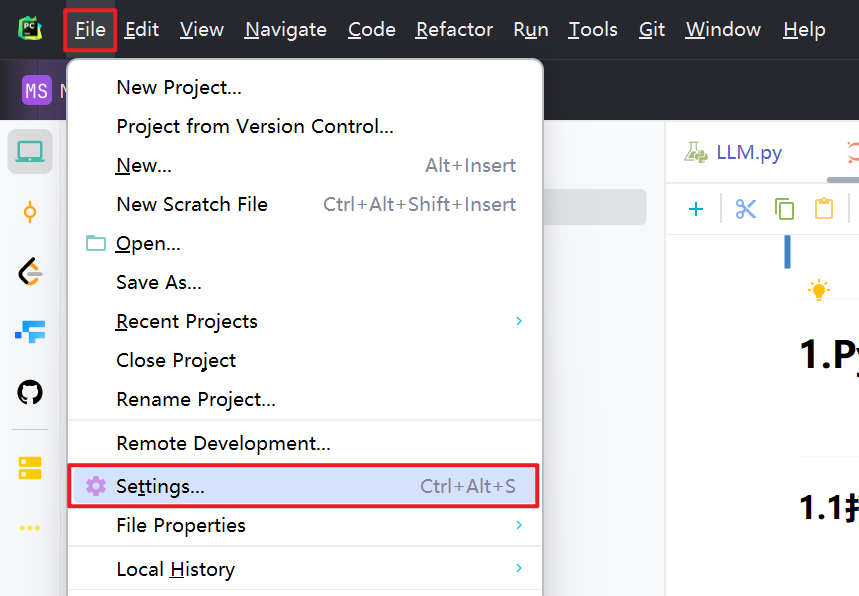 PC
File Edit View Navigate Code Refactor Run Tools Git Window Help
MS
New Project...
Project from Version Control...
New... Alt+Insert
New Scratch File Ctrl+Alt+Shift+Insert
Open...
Save As...
Recent Projects
Close Project
Rename Project...
Remote Development...
Settings... Ctrl+Alt+S
File Properties
Local History
LLM.py
1.Py
1.1